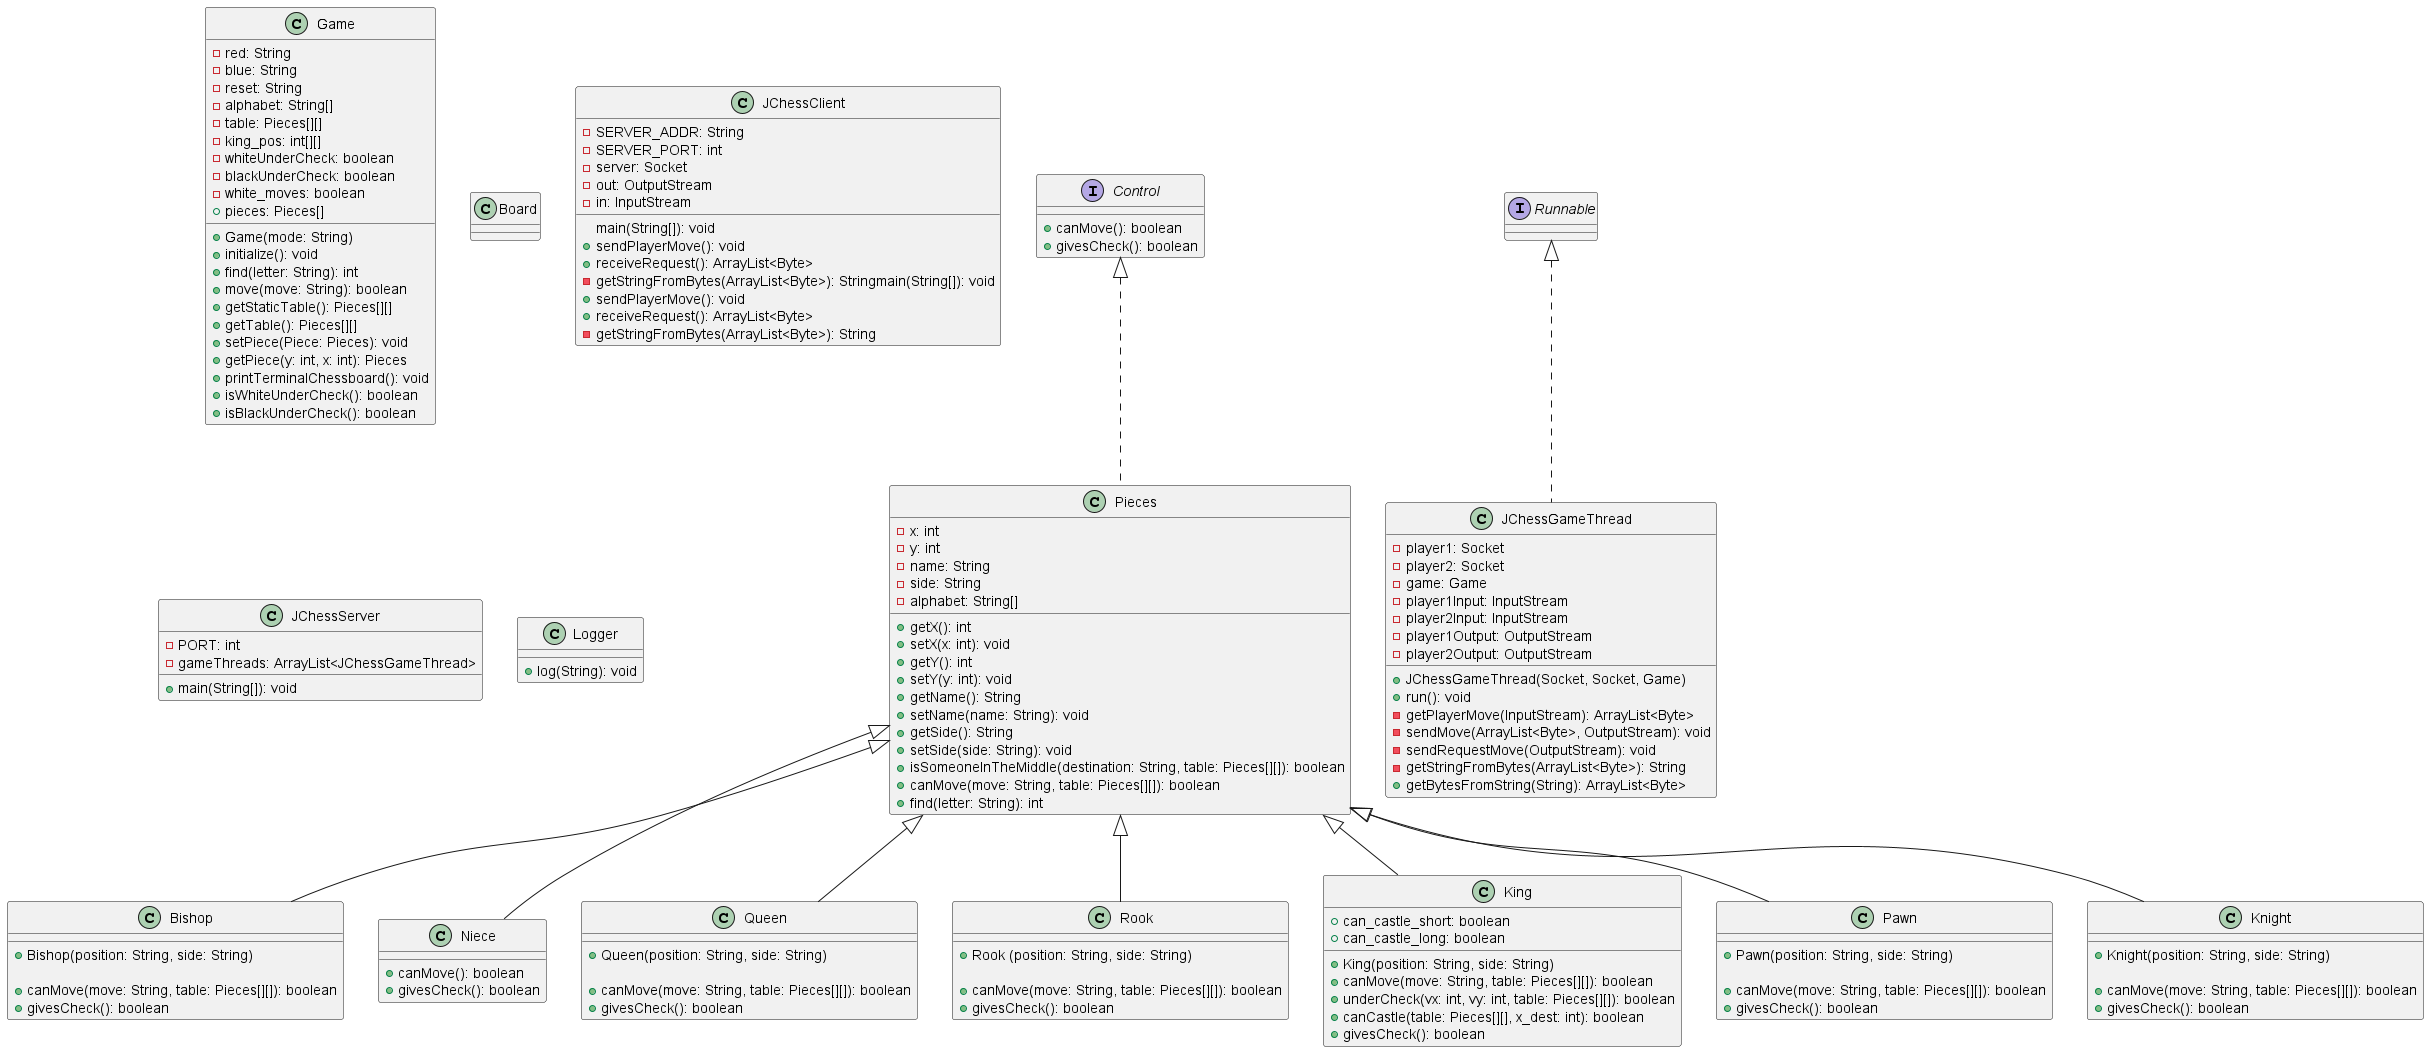 C Game
red: String
blue: String
reset: String
alphabet: String[]
table: Pieces[][]
king_pos: int[][]
whiteUnderCheck: boolean
blackUnderCheck: boolean
white_moves: boolean
pieces: Pieces[]
Game(mode: String)
initialize(): void
find(letter: String): int
move(move: String): boolean
getStaticTable(): Pieces[][]
getTable(): Pieces[][]
setPiece(Piece: Pieces): void
getPiece(y: int, x: int): Pieces
printTerminalChessboard(): void
isWhiteUnderCheck(): boolean
isBlackUnderCheck(): boolean
C Board
C JChessClient
SERVER_ADDR: String
SERVER_PORT: int
server: Socket
out: OutputStream
in: InputStream
main(String[]): void
sendPlayerMove(): void
receiveRequest(): ArrayList<Byte>
getStringFromBytes(ArrayList<Byte>): Stringmain(String[]): void
sendPlayerMove(): void
receiveRequest(): ArrayList<Byte>
getStringFromBytes(ArrayList<Byte>): String
I Control
canMove(): boolean
givesCheck(): boolean
I Runnable
C JChessServer
PORT: int
gameThreads: ArrayList<JChessGameThread>
main(String[]): void
C Logger
log(String): void
C Pieces
x: int
y: int
name: String
side: String
alphabet: String[]
getX(): int
setX(x: int): void
getY(): int
setY(y: int): void
getName(): String
setName(name: String): void
getSide(): String
setSide(side: String): void
isSomeoneInTheMiddle(destination: String, table: Pieces[][]): boolean
canMove(move: String, table: Pieces[][]): boolean
find(letter: String): int
C JChessGameThread
player1: Socket
player2: Socket
game: Game
player1Input: InputStream
player2Input: InputStream
player1Output: OutputStream
player2Output: OutputStream
JChessGameThread(Socket, Socket, Game)
run(): void
getPlayerMove(InputStream): ArrayList<Byte>
sendMove(ArrayList<Byte>, OutputStream): void
sendRequestMove(OutputStream): void
getStringFromBytes(ArrayList<Byte>): String
getBytesFromString(String): ArrayList<Byte>
C Bishop
Bishop(position: String, side: String)
canMove(move: String, table: Pieces[][]): boolean
givesCheck(): boolean
C Niece
canMove(): boolean
givesCheck(): boolean
C Queen
Queen(position: String, side: String)
canMove(move: String, table: Pieces[][]): boolean
givesCheck(): boolean
C Rook
Rook (position: String, side: String)
canMove(move: String, table: Pieces[][]): boolean
givesCheck(): boolean
C King
can_castle_short: boolean
can_castle_long: boolean
King(position: String, side: String)
canMove(move: String, table: Pieces[][]): boolean
underCheck(vx: int, vy: int, table: Pieces[][]): boolean
canCastle(table: Pieces[][], x_dest: int): boolean
givesCheck(): boolean
C Pawn
Pawn(position: String, side: String)
canMove(move: String, table: Pieces[][]): boolean
givesCheck(): boolean
C Knight
Knight(position: String, side: String)
canMove(move: String, table: Pieces[][]): boolean
givesCheck(): boolean